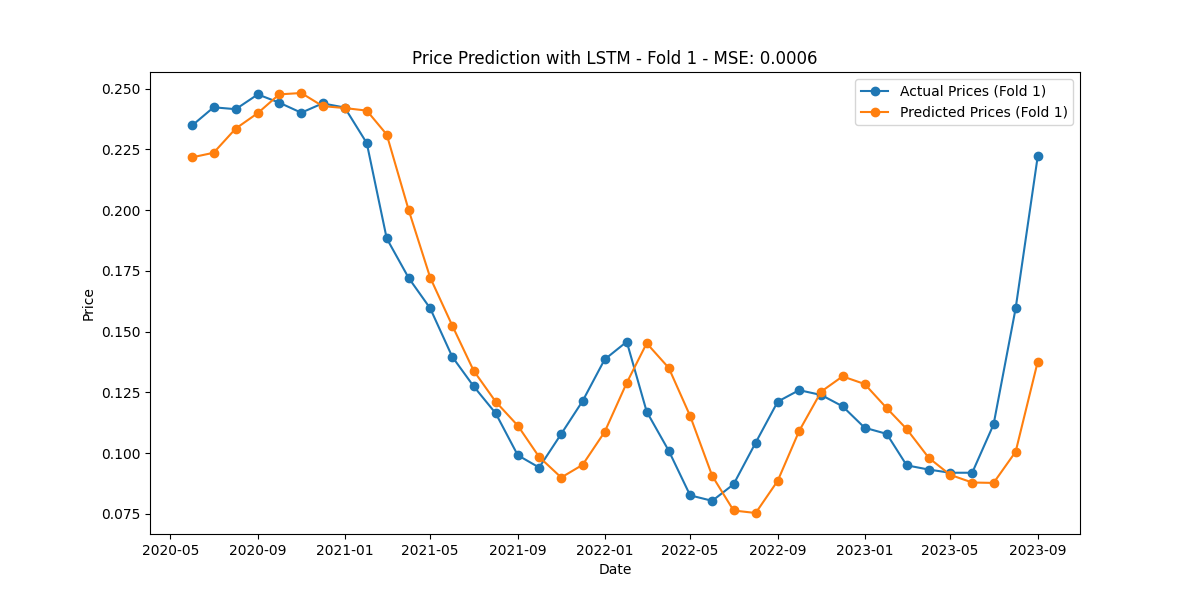 Price Prediction with LSTM - Fold 1 - MSE: 0.0006
Actual Prices (Fold 1)
Predicted Prices (Fold 1)
Price
0.250
0.225
0.200
0.175
0.150
0.125
0.100
0.075
2020-05 2020-09 2021-01 2021-05 2021-09 2022-01 2022-05 2022-09 2023-01 2023-05 2023-09
Date